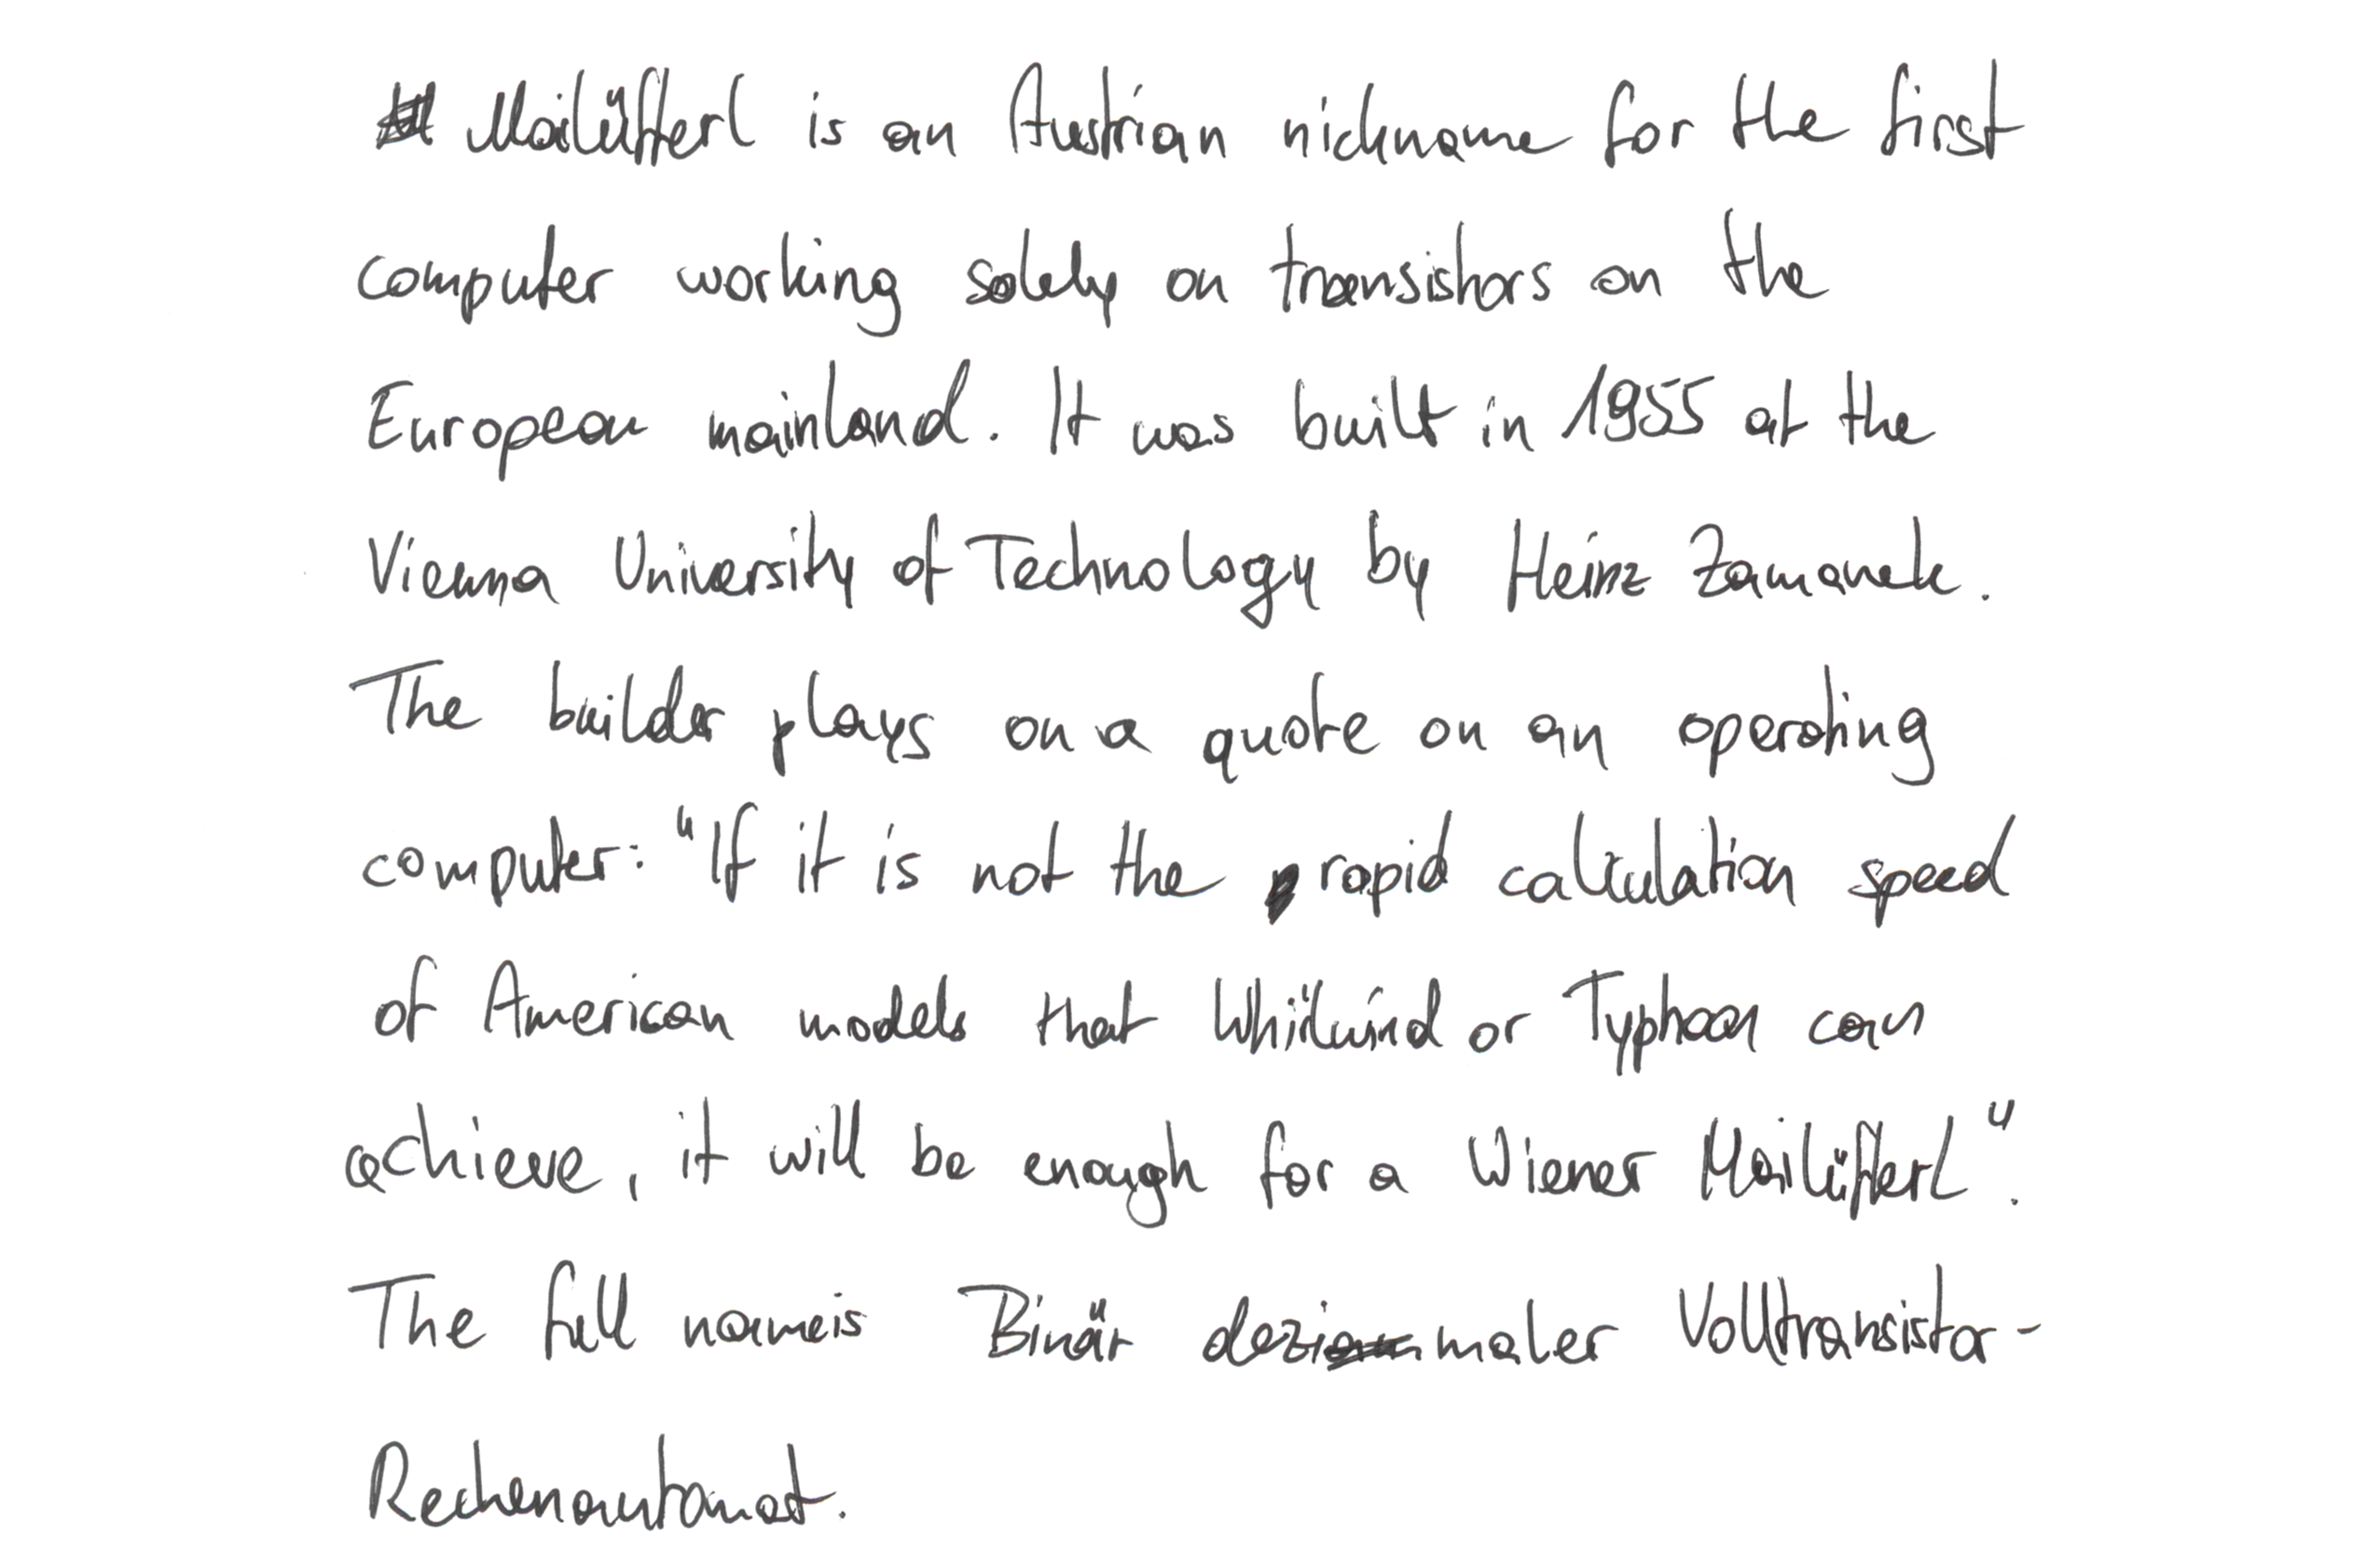 Mailüfterl is an Austrian nickname for the first
computer working solely on transistors on the
European mainland. It was built in 1955 at the
Vienna University of Technology by Heinz Zamanek.
The builder plays on a quote on an operating
computer: "If it is not the rapid calculation speed
of American models that Whirlwind or Typhoon can
achieve, it will be enough for a Wiener Mailüfterl".
The full name is Binär dezimaler Volltransistor-
Rechenautomat.